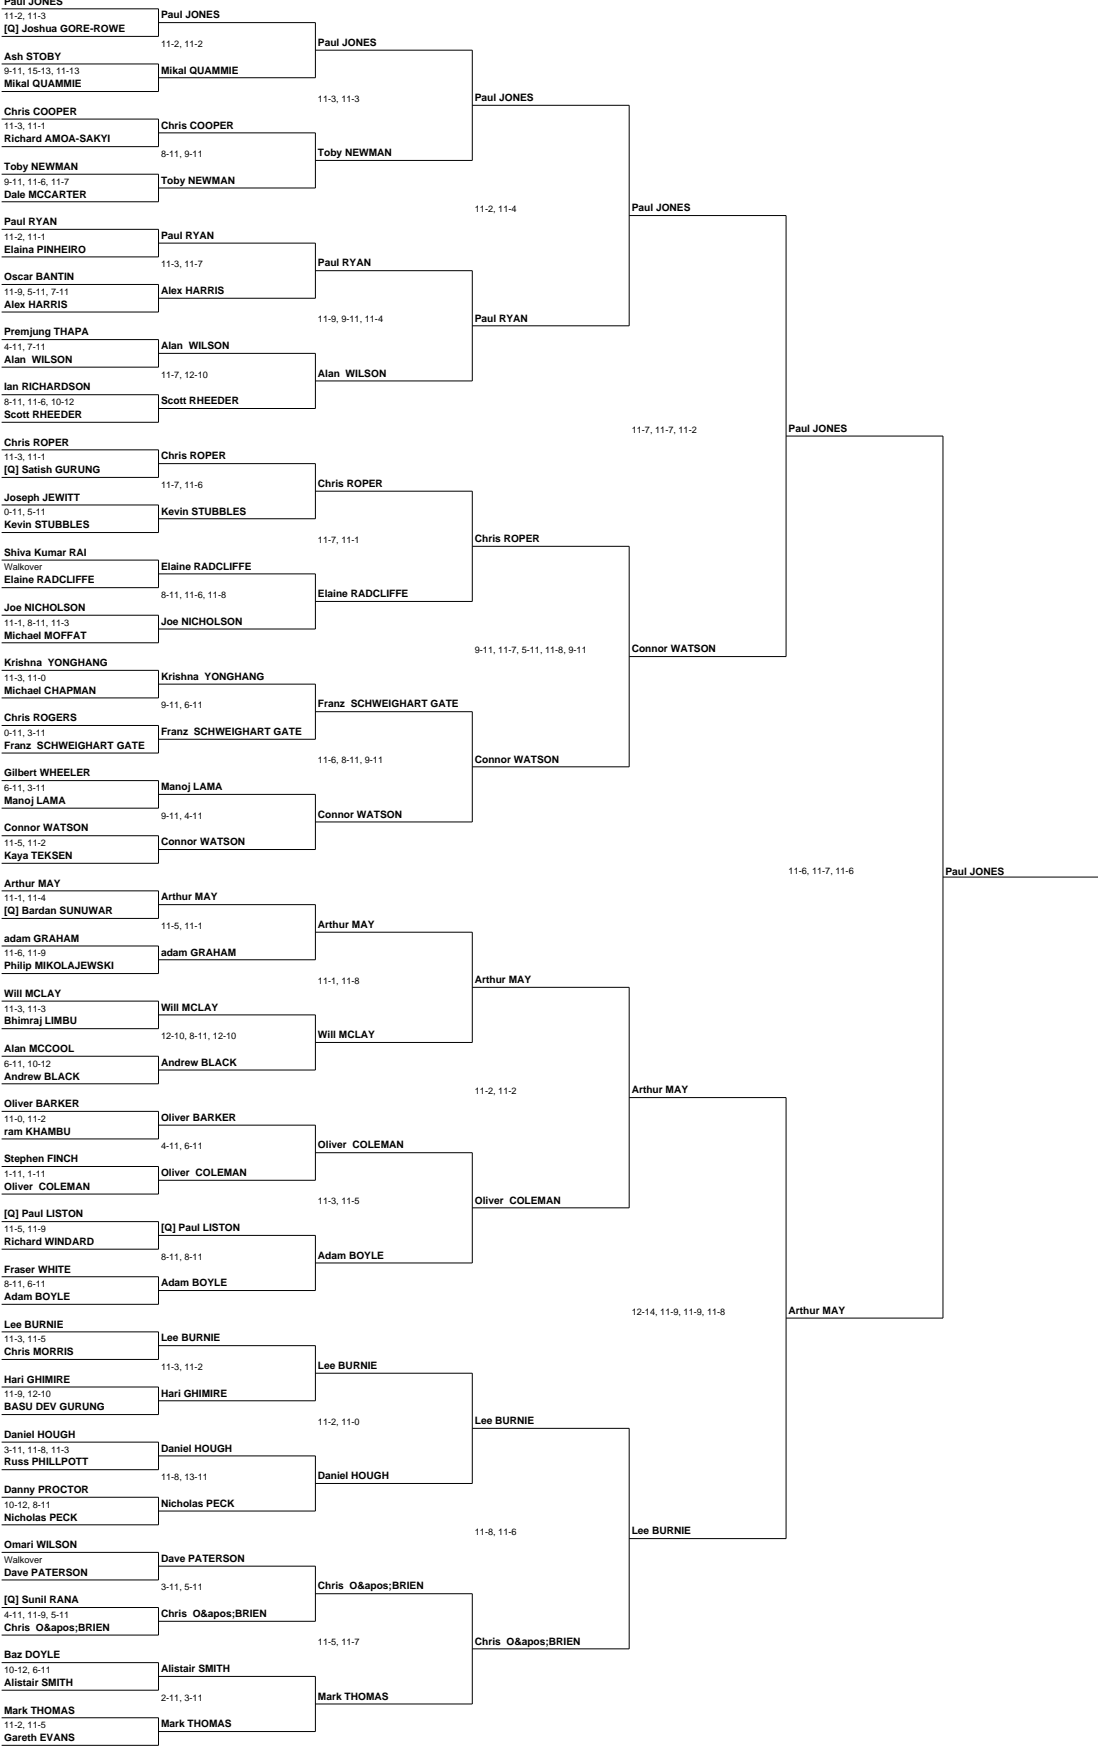 Paul JONES
11-2, 11-3
[Q] Joshua GORE-ROWE
Ash STOBY
9-11, 15-13, 11-13
Mikal QUAMMIE
Chris COOPER
11-3, 11-1
Richard AMOA-SAKYI
Toby NEWMAN
9-11, 11-6, 11-7
Dale MCCARTER
Paul RYAN
11-2, 11-1
Elaina PINHEIRO
Oscar BANTIN
11-9, 5-11, 7-11
Alex HARRIS
Premjung THAPA
4-11, 7-11
Alan WILSON
Ian RICHARDSON
8-11, 11-6, 10-12
Scott RHEEDER
Chris ROPER
11-3, 11-1
[Q] Satish GURUNG
Joseph JEWITT
0-11, 5-11
Kevin STUBBLES
Shiva Kumar RAI
Walkover
Elaine RADCLIFFE
Joe NICHOLSON
11-1, 8-11, 11-3
Michael MOFFAT
Krishna YONGHANG
11-3, 11-0
Michael CHAPMAN
Chris ROGERS
0-11, 3-11
Franz SCHWEIGHART GATE
Gilbert WHEELER
6-11, 3-11
Manoj LAMA
Connor WATSON
11-5, 11-2
Kaya TEKSEN
Arthur MAY
11-1, 11-4
[Q] Bardan SUNUWAR
adam GRAHAM
11-6, 11-9
Philip MIKOLAJEWSKI
Will MCLAY
11-3, 11-3
Bhimraj LIMBU
Alan MCCOOL
6-11, 10-12
Andrew BLACK
Oliver BARKER
11-0, 11-2
ram KHAMBU
Stephen FINCH
1-11, 1-11
Oliver COLEMAN
[Q] Paul LISTON
11-5, 11-9
Richard WINDARD
Fraser WHITE
8-11, 6-11
Adam BOYLE
Lee BURNIE
11-3, 11-5
Chris MORRIS
Hari GHIMIRE
11-9, 12-10
BASU DEV GURUNG
Daniel HOUGH
3-11, 11-8, 11-3
Russ PHILLPOTT
Danny PROCTOR
10-12, 8-11
Nicholas PECK
Omari WILSON
Walkover
Dave PATERSON
[Q] Sunil RANA
4-11, 11-9, 5-11
Chris O&apos;BRIEN
Baz DOYLE
10-12, 6-11
Alistair SMITH
Mark THOMAS
11-2, 11-5
Gareth EVANS
Paul JONES
11-2, 11-2
Mikal QUAMMIE
Chris COOPER
8-11, 9-11
Toby NEWMAN
Paul RYAN
11-3, 11-7
Alex HARRIS
Alan WILSON
11-7, 12-10
Scott RHEEDER
Chris ROPER
11-7, 11-6
Kevin STUBBLES
Elaine RADCLIFFE
8-11, 11-6, 11-8
Joe NICHOLSON
Krishna YONGHANG
9-11, 6-11
Franz SCHWEIGHART GATE
Manoj LAMA
9-11, 4-11
Connor WATSON
Arthur MAY
11-5, 11-1
adam GRAHAM
Will MCLAY
12-10, 8-11, 12-10
Andrew BLACK
Oliver BARKER
4-11, 6-11
Oliver COLEMAN
[Q] Paul LISTON
8-11, 8-11
Adam BOYLE
Lee BURNIE
11-3, 11-2
Hari GHIMIRE
Daniel HOUGH
11-8, 13-11
Nicholas PECK
Dave PATERSON
3-11, 5-11
Chris O&apos;BRIEN
Alistair SMITH
2-11, 3-11
Mark THOMAS
Paul JONES
11-3, 11-3
Toby NEWMAN
Paul RYAN
11-9, 9-11, 11-4
Alan WILSON
Chris ROPER
11-7, 11-1
Elaine RADCLIFFE
Franz SCHWEIGHART GATE
11-6, 8-11, 9-11
Connor WATSON
Arthur MAY
11-1, 11-8
Will MCLAY
Oliver COLEMAN
11-3, 11-5
Adam BOYLE
Lee BURNIE
11-2, 11-0
Daniel HOUGH
Chris O&apos;BRIEN
11-5, 11-7
Mark THOMAS
Paul JONES
11-2, 11-4
Paul RYAN
Chris ROPER
9-11, 11-7, 5-11, 11-8, 9-11
Connor WATSON
Arthur MAY
11-2, 11-2
Oliver COLEMAN
Lee BURNIE
11-8, 11-6
Chris O&apos;BRIEN
Paul JONES
11-7, 11-7, 11-2
Connor WATSON
Arthur MAY
12-14, 11-9, 11-9, 11-8
Lee BURNIE
Paul JONES
11-6, 11-7, 11-6
Arthur MAY
Paul JONES